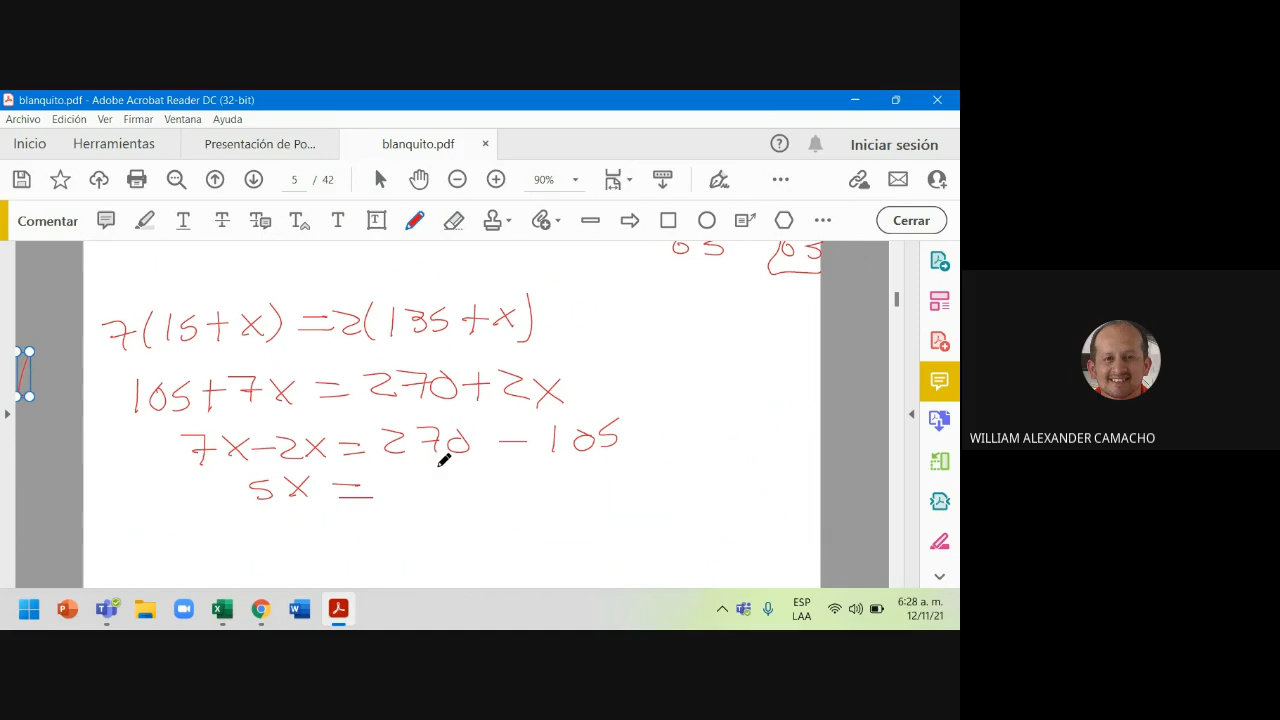 blanquito.pdf - Adobe Acrobat Reader DC (32-bit)
Archivo Edición Ver Firmar Ventana Ayuda
Inicio Herramientas Presentación de Po... blanquito.pdf × Iniciar sesión
5 / 42 90%
Comentar Cerrar
05 05
7(15+x) =2(135+x)
105+7x = 270+2x
7x-2x = 270 - 105
5x =
WILLIAM ALEXANDER CAMACHO
ESP
LAA
6:28 a. m.
12/11/21